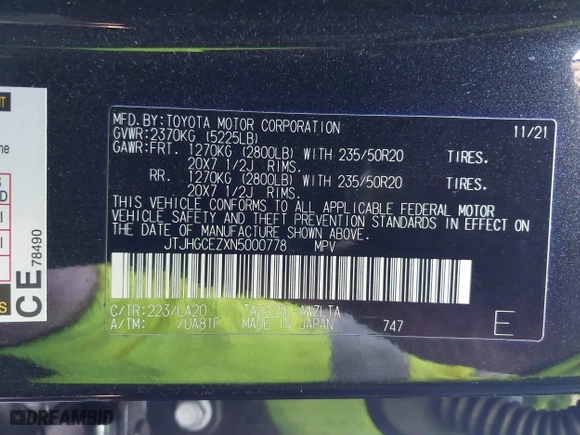 MFD. BY: TOYOTA MOTOR CORPORATION 11/21
GVWR: 2370KG (5225LB)
GAWR: FRT. 1270KG (2800LB) WITH 235/50R20 TIRES.
20X7 1/2J RIMS.
RR. 1270KG (2800LB) WITH 235/50R20 TIRES.
20X7 1/2J RIMS.
THIS VEHICLE CONFORMS TO ALL APPLICABLE FEDERAL MOTOR
VEHICLE SAFETY AND THEFT PREVENTION STANDARDS IN EFFECT ON
THE DATE OF MANUFACTURE SHOWN ABOVE.
JTJHGCEZXN5000778 MPV
C/TR: 223/LA20
A/TM: /UA81F MADE IN JAPAN 747
E
CE 78490
DREAMBID